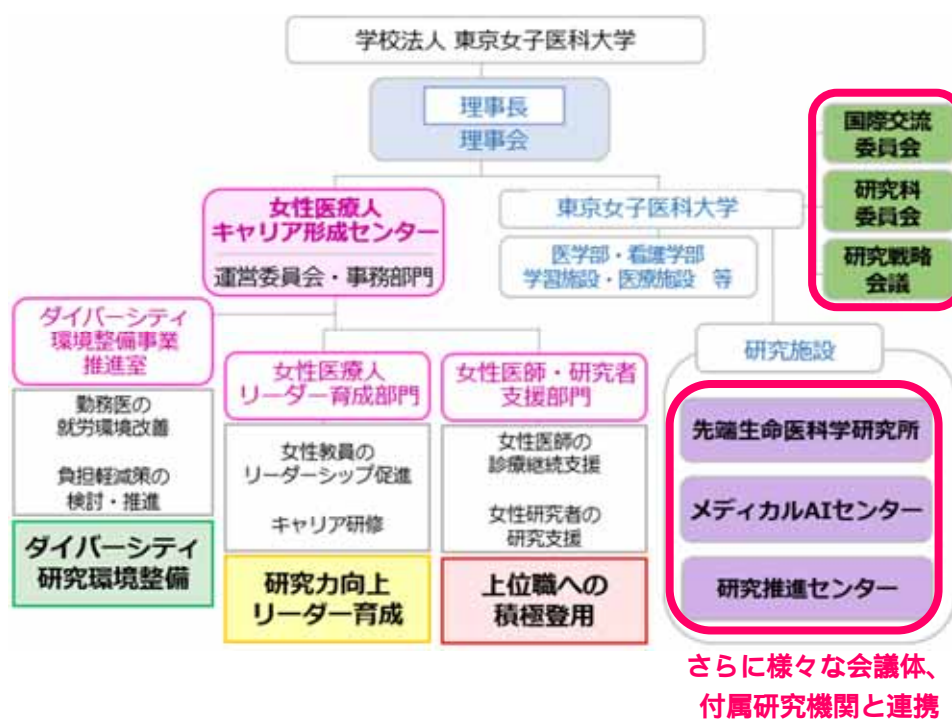 学校法人 東京女子医科大学
理事長
理事会
国際交流
委員会
研究科
委員会
研究戦略
会議
女性医療人
キャリア形成センター
運営委員会・事務部門
東京女子医科大学
医学部・看護学部
学習施設・医療施設 等
ダイバーシティ
環境整備事業
推進室
勤務医の
就労環境改善
負担軽減策の
検討・推進
ダイバーシティ
研究環境整備
女性医療人
リーダー育成部門
女性教員の
リーダーシップ促進
キャリア研修
研究力向上
リーダー育成
女性医師・研究者
支援部門
女性医師の
診療継続支援
女性研究者の
研究支援
上位職への
積極登用
研究施設
先端生命医科学研究所
メディカルAIセンター
研究推進センター
さらに様々な会議体、
付属研究機関と連携